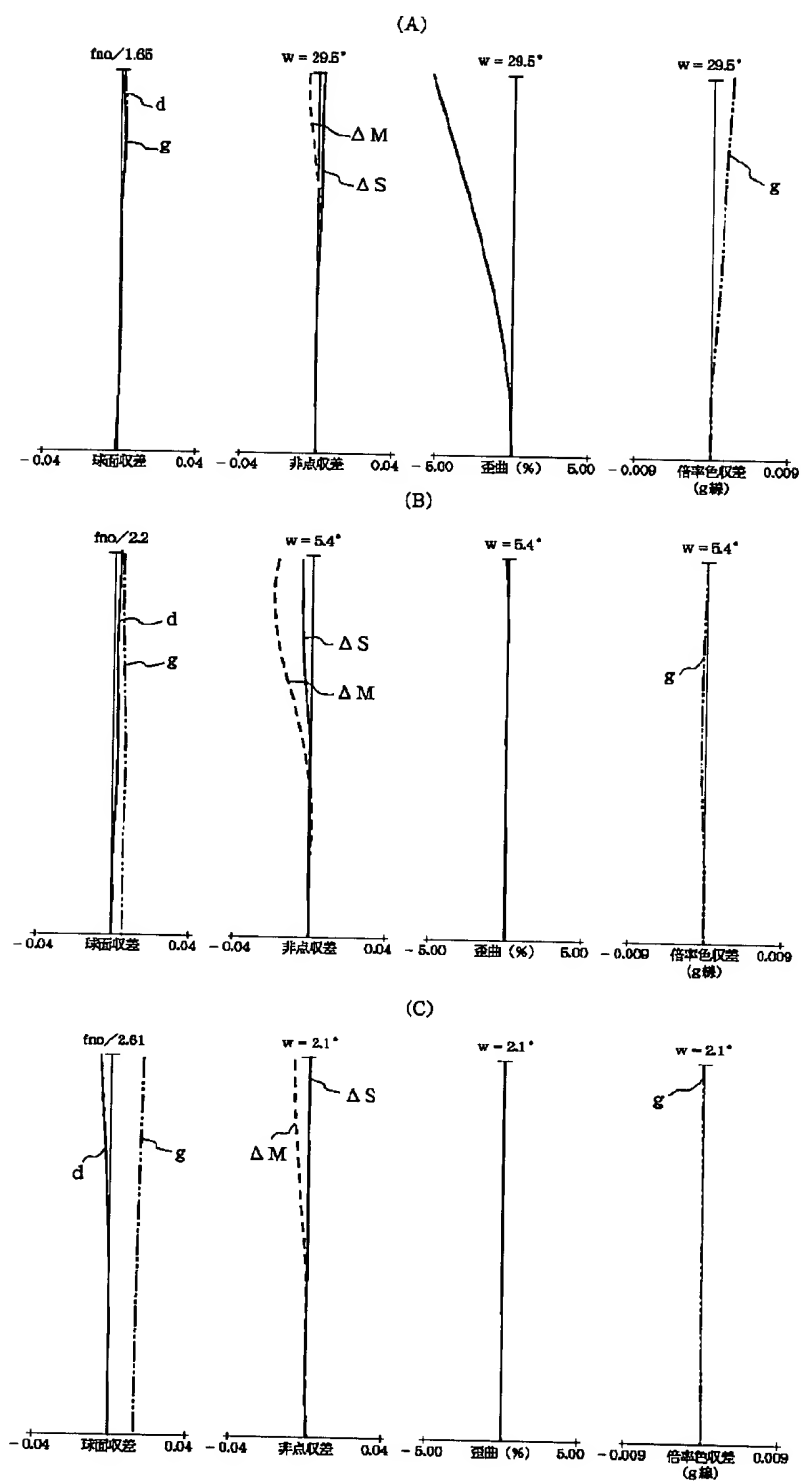 (A)
fno/1.65
d
g
-0.04 球面収差 0.04
w=29.5°
ΔM
ΔS
-0.04 非点収差 0.04
w=29.5°
-5.00 歪曲(%) 5.00
w=29.5°
g
-0.009 倍率色収差 0.009
(g線)
(B)
fno/2.2
d
g
-0.04 球面収差 0.04
w=5.4°
ΔS
ΔM
-0.04 非点収差 0.04
w=5.4°
-5.00 歪曲(%) 5.00
w=5.4°
g
-0.009 倍率色収差 0.009
(g線)
(C)
fno/2.61
d
g
-0.04 球面収差 0.04
w=2.1°
ΔS
ΔM
-0.04 非点収差 0.04
w=2.1°
-5.00 歪曲(%) 5.00
w=2.1°
g
-0.009 倍率色収差 0.009
(g線)